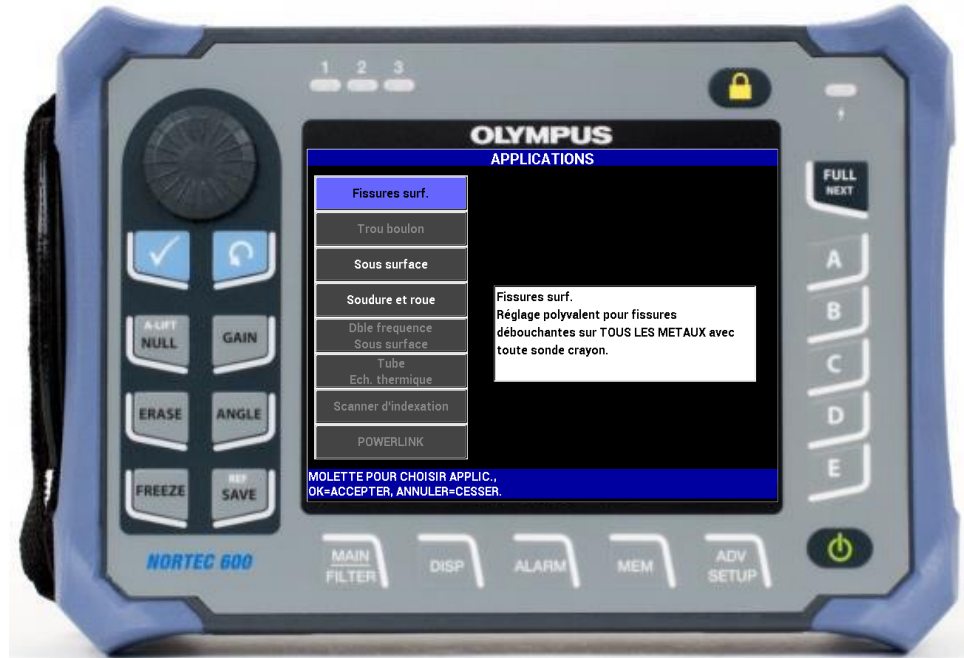 1 2 3
OLYMPUS
APPLICATIONS
Fissures surf.
Trou boulon
Sous surface
Soudure et roue
Dble frequence
Sous surface
Tube
Ech. thermique
Scanner d'indexation
POWERLINK
Fissures surf.
Réglage polyvalent pour fissures
débouchantes sur TOUS LES METAUX avec
toute sonde crayon.
MOLETTE POUR CHOISIR APPLIC.,
OK=ACCEPTER, ANNULER=CESSER.
A-LIFT
NULL
GAIN
ERASE
ANGLE
FREEZE
REF
SAVE
NORTEC 600
FULL
NEXT
A
B
C
D
E
MAIN
FILTER
DISP
ALARM
MEM
ADV
SETUP